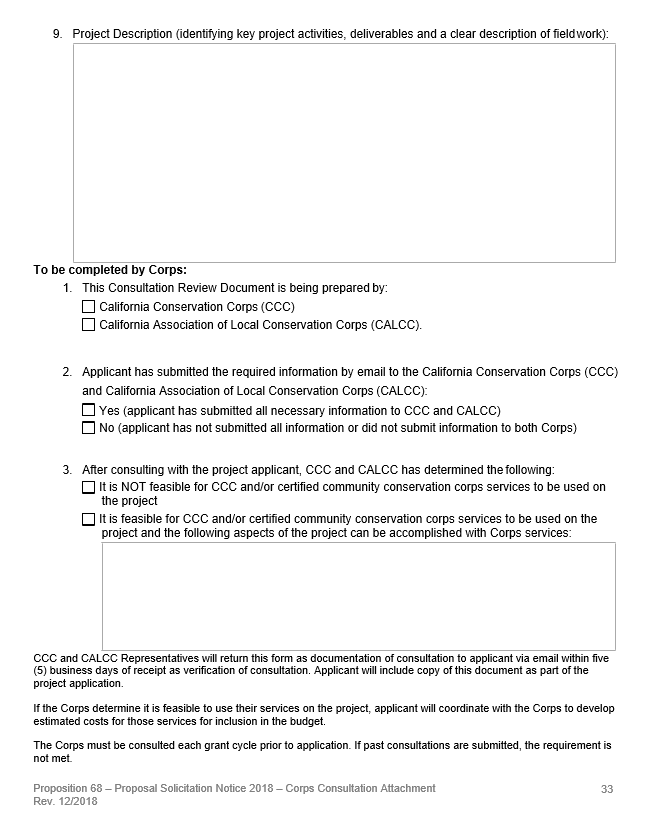 9. Project Description (identifying key project activities, deliverables and a clear description of fieldwork):
To be completed by Corps:
1. This Consultation Review Document is being prepared by:
California Conservation Corps (CCC)
California Association of Local Conservation Corps (CALCC).
2. Applicant has submitted the required information by email to the California Conservation Corps (CCC)
and California Association of Local Conservation Corps (CALCC):
Yes (applicant has submitted all necessary information to CCC and CALCC)
No (applicant has not submitted all information or did not submit information to both Corps)
3. After consulting with the project applicant, CCC and CALCC has determined the following:
It is NOT feasible for CCC and/or certified community conservation corps services to be used on
the project
It is feasible for CCC and/or certified community conservation corps services to be used on the
project and the following aspects of the project can be accomplished with Corps services:
CCC and CALCC Representatives will return this form as documentation of consultation to applicant via email within five
(5) business days of receipt as verification of consultation. Applicant will include copy of this document as part of the
project application.
If the Corps determine it is feasible to use their services on the project, applicant will coordinate with the Corps to develop
estimated costs for those services for inclusion in the budget.
The Corps must be consulted each grant cycle prior to application. If past consultations are submitted, the requirement is
not met.
Proposition 68 – Proposal Solicitation Notice 2018 – Corps Consultation Attachment 33
Rev. 12/2018